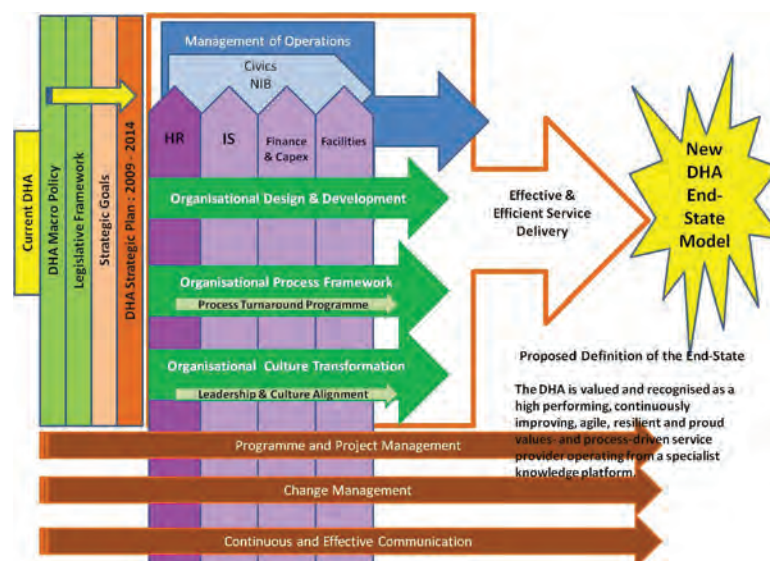 Current DHA
DHA Macro Policy
Legislative Framework
Strategic Goals
DHA Strategic Plan : 2009 - 2014
Management of Operations
Civics
NIB
HR
IS
Finance
& Capex
Facilities
Organisational Design & Development
Organisational Process Framework
Process Turnaround Programme
Organisational Culture Transformation
Leadership & Culture Alignment
Effective &
Efficient Service
Delivery
New
DHA
End-
State
Model
Proposed Definition of the End-State
The DHA is valued and recognised as a
high performing, continuously
improving, agile, resilient and proud
values- and process-driven service
provider operating from a specialist
knowledge platform.
Programme and Project Management
Change Management
Continuous and Effective Communication